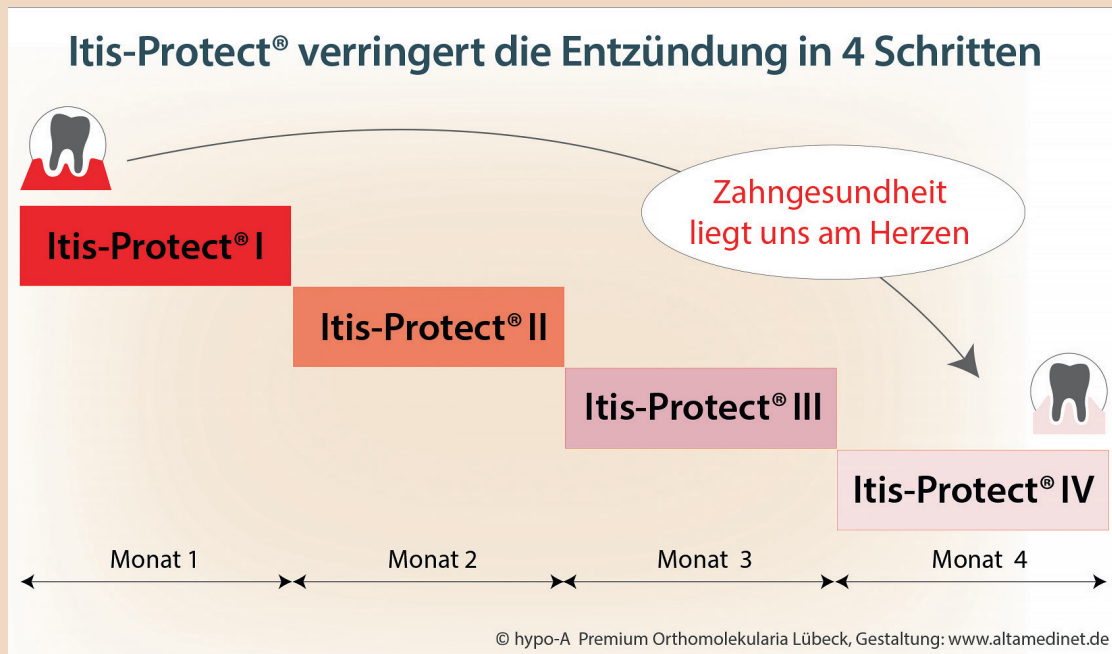 Itis-Protect® verringert die Entzündung in 4 Schritten
Zahngesundheit
liegt uns am Herzen
Itis-Protect® I
Itis-Protect® II
Itis-Protect® III
Itis-Protect® IV
Monat 1
Monat 2
Monat 3
Monat 4
© hypo-A Premium Orthomolekularia Lübeck, Gestaltung: www.altamedinet.de